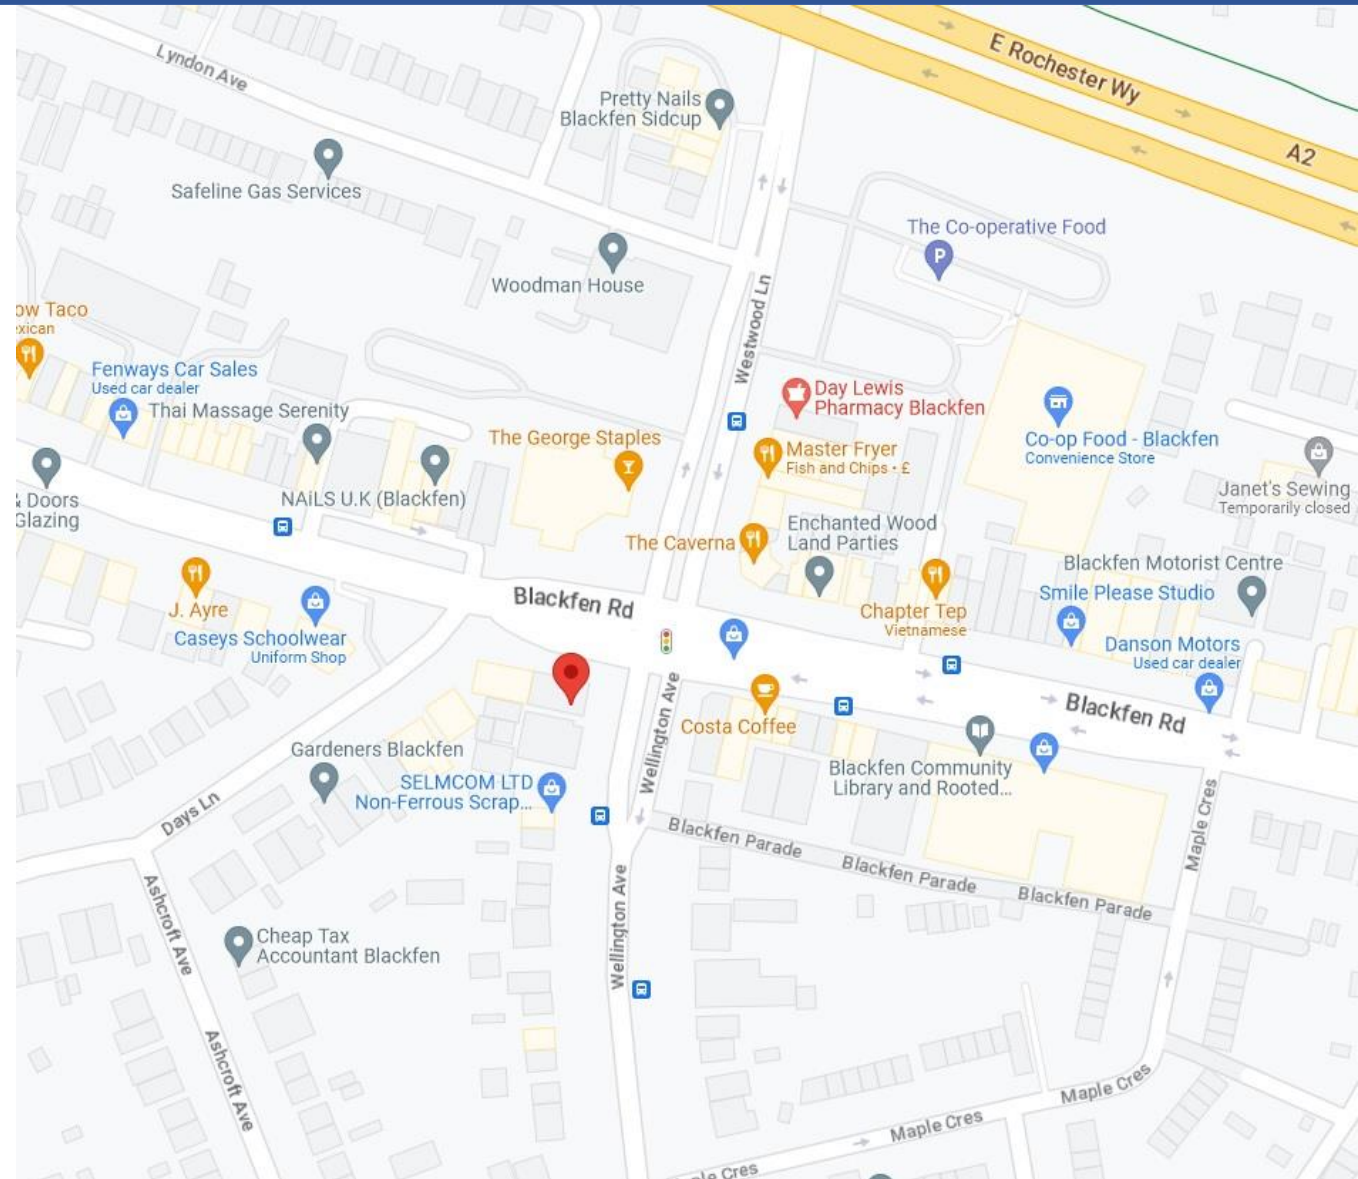 Lyndon Ave
E Rochester Wy
A2
Pretty Nails
Blackfen Sidcup
Safeline Gas Services
The Co-operative Food
P
Woodman House
Westwood Ln
ow Taco
exican
Fenways Car Sales
Used car dealer
Thai Massage Serenity
Day Lewis
Pharmacy Blackfen
The George Staples
Master Fryer
Fish and Chips • £
Co-op Food - Blackfen
Convenience Store
Janet's Sewing
Temporarily closed
& Doors
Glazing
NAiLS U.K (Blackfen)
Enchanted Wood
Land Parties
The Caverna
Blackfen Motorist Centre
J. Ayre
Blackfen Rd
Chapter Tep
Vietnamese
Smile Please Studio
Caseys Schoolwear
Uniform Shop
Danson Motors
Used car dealer
Wellington Ave
Costa Coffee
Blackfen Rd
Gardeners Blackfen
SELMCOM LTD
Non-Ferrous Scrap...
Blackfen Community
Library and Rooted...
Days Ln
Blackfen Parade
Blackfen Parade
Blackfen Parade
Maple Cres
Ashcroft Ave
Wellington Ave
Cheap Tax
Accountant Blackfen
Ashcroft Ave
Maple Cres
Maple Cres
le Cres